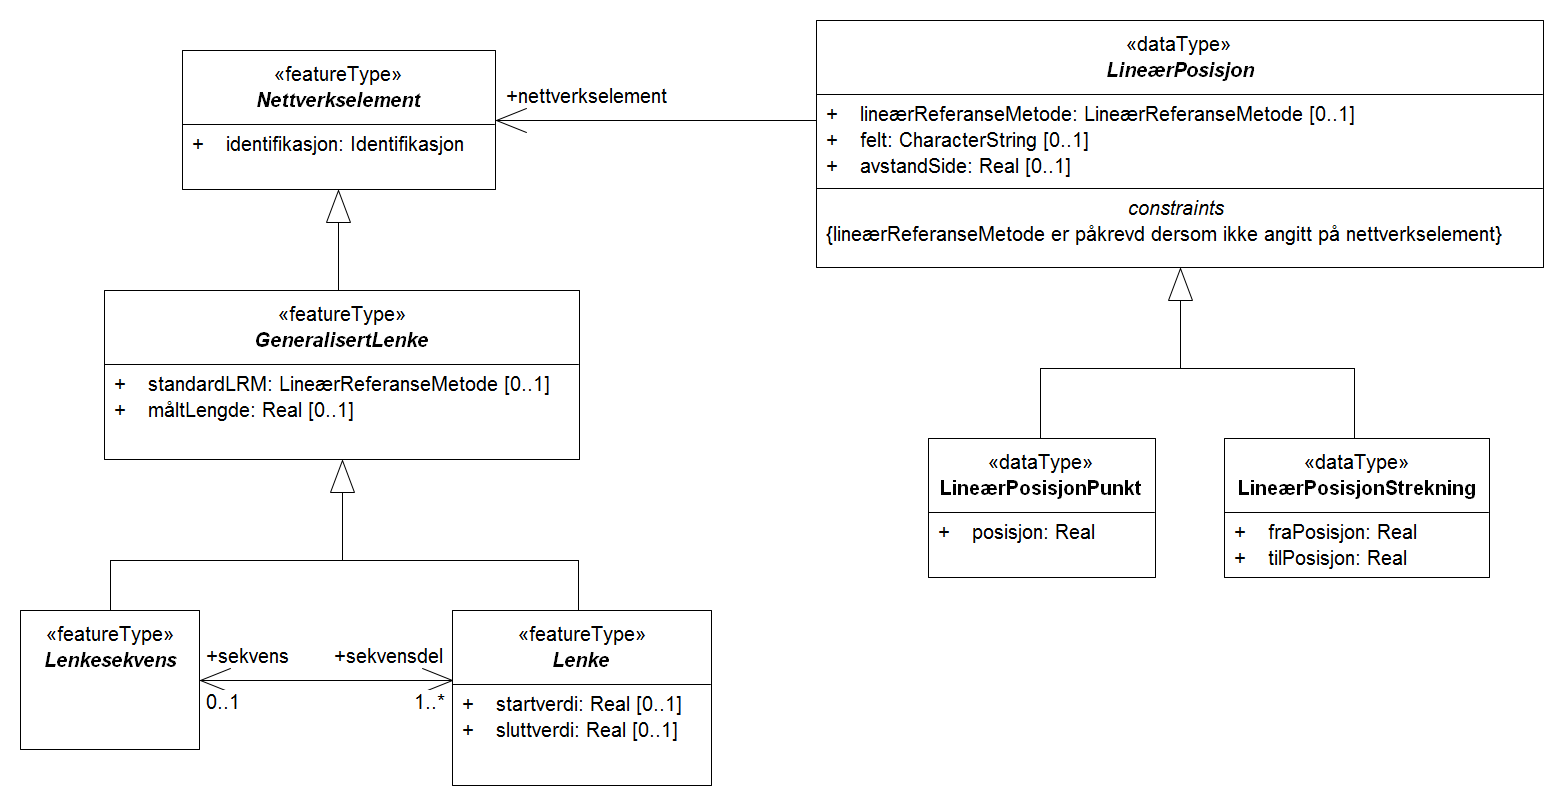 «featureType»
Nettverkselement
+ identifikasjon: Identifikasjon
+nettverkselement
«dataType»
LineærPosisjon
+ lineærReferanseMetode: LineærReferanseMetode [0..1]
+ felt: CharacterString [0..1]
+ avstandSide: Real [0..1]
constraints
{lineærReferanseMetode er påkrevd dersom ikke angitt på nettverkselement}
«featureType»
GeneralisertLenke
+ standardLRM: LineærReferanseMetode [0..1]
+ måltLengde: Real [0..1]
«dataType»
LineærPosisjonPunkt
+ posisjon: Real
«dataType»
LineærPosisjonStrekning
+ fraPosisjon: Real
+ tilPosisjon: Real
«featureType»
Lenkesekvens
+sekvens
0..1
+sekvensdel
1..*
«featureType»
Lenke
+ startverdi: Real [0..1]
+ sluttverdi: Real [0..1]